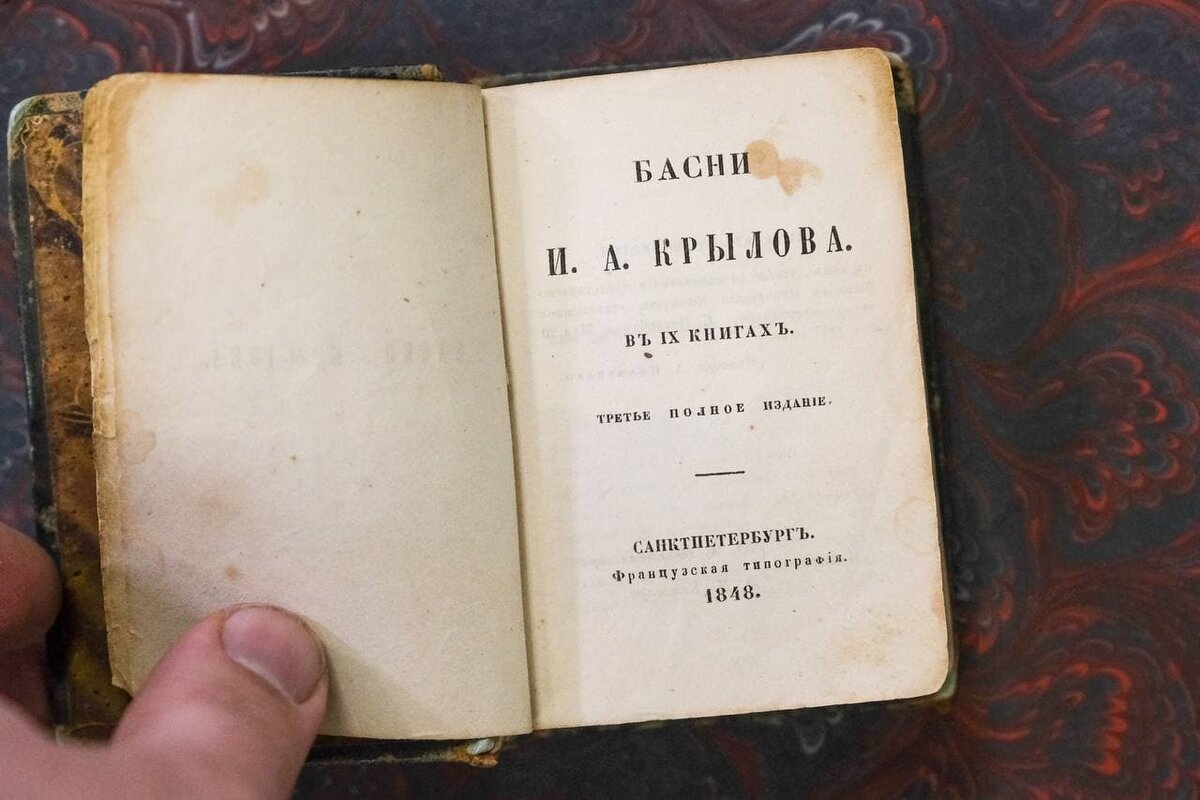 БАСНИ
И. А. КРЫЛОВА.
ВЪ IX КНИГАХЪ.
ТРЕТЬЕ ПОЛНОЕ ИЗДАНІЕ.
САНКТПЕТЕРБУРГЪ.
Французская типографія.
1848.